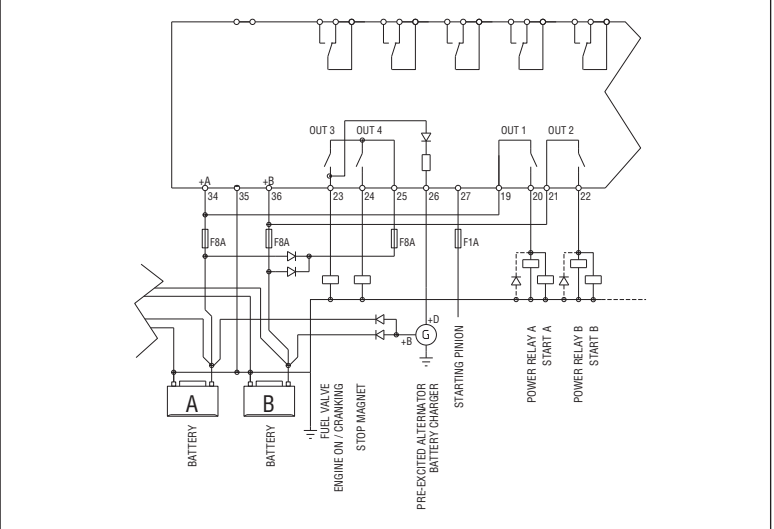 OUT 3
OUT 4
OUT 1
OUT 2
+A
+B
34
35
36
23
24
25
26
27
19
20
21
22
F8A
F8A
F8A
F1A
+D
+B
G
A
B
BATTERY
BATTERY
FUEL VALVE
ENGINE ON / CRANKING
STOP MAGNET
PRE-EXCITED ALTERNATOR
BATTERY CHARGER
STARTING PINION
POWER RELAY A
START A
POWER RELAY B
START B